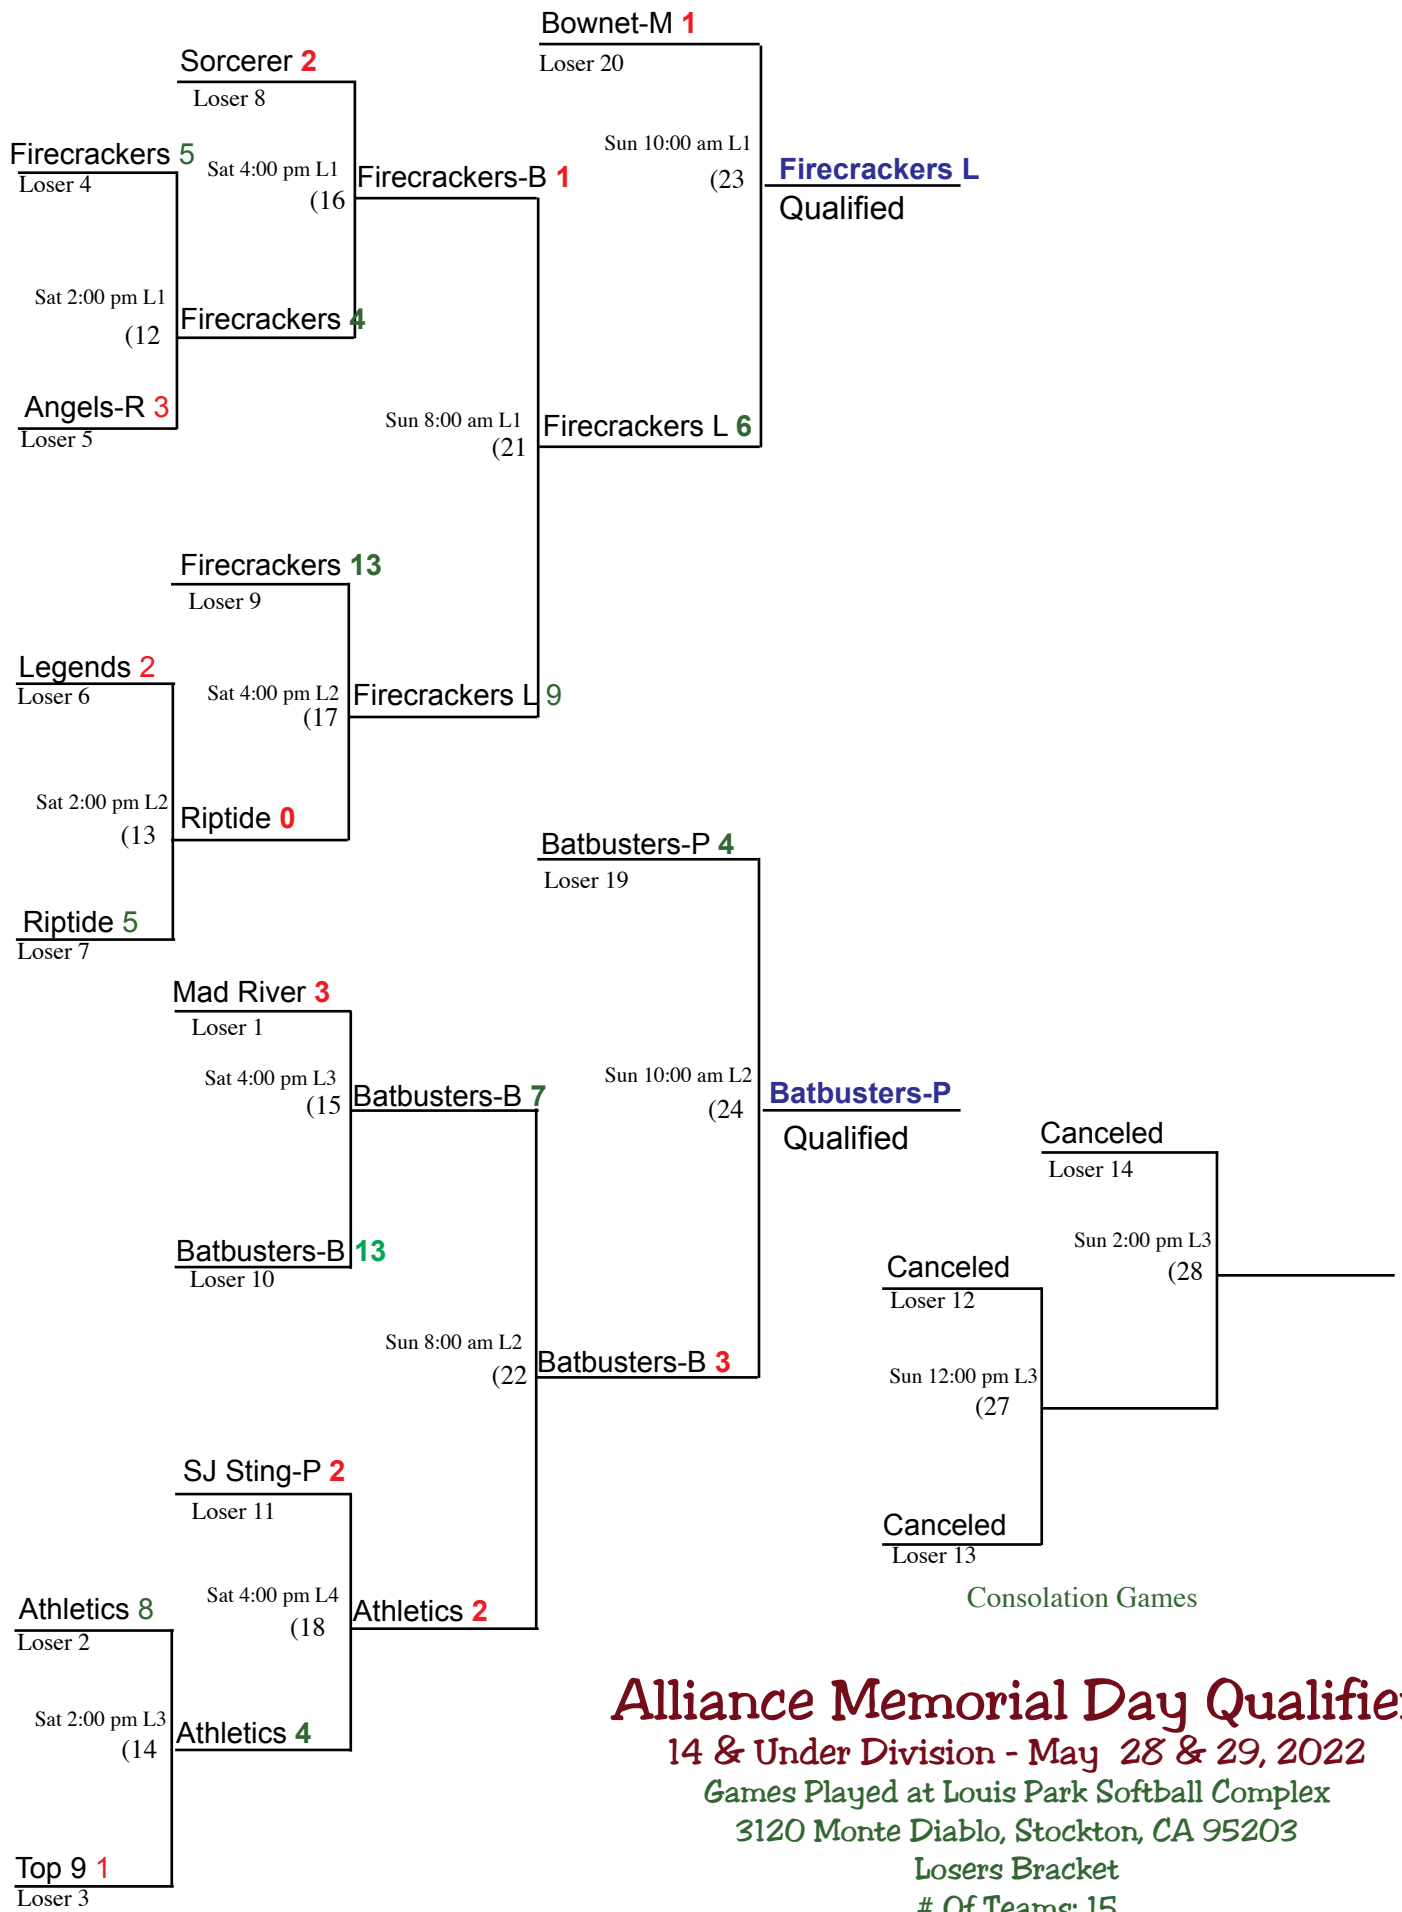 Bownet-M 1
Loser 20
Sorcerer 2
Loser 8
Sun 10:00 am L1
(23
Firecrackers L
Qualified
Firecrackers 5
Loser 4
Sat 4:00 pm L1
(16
Firecrackers-B 1
Sat 2:00 pm L1
(12
Firecrackers 4
Angels-R 3
Loser 5
Sun 8:00 am L1
(21
Firecrackers L 6
Firecrackers 13
Loser 9
Legends 2
Loser 6
Sat 4:00 pm L2
(17
Firecrackers L 9
Sat 2:00 pm L2
(13
Riptide 0
Batbusters-P 4
Loser 19
Riptide 5
Loser 7
Mad River 3
Loser 1
Sat 4:00 pm L3
(15
Batbusters-B 7
Sun 10:00 am L2
(24
Batbusters-P
Qualified
Canceled
Loser 14
Batbusters-B 13
Loser 10
Sun 2:00 pm L3
(28
Canceled
Loser 12
Sun 8:00 am L2
(22
Batbusters-B 3
Sun 12:00 pm L3
(27
SJ Sting-P 2
Loser 11
Canceled
Loser 13
Consolation Games
Athletics 8
Loser 2
Sat 4:00 pm L4
(18
Athletics 2
Sat 2:00 pm L3
(14
Athletics 4
Top 9 1
Loser 3
Alliance Memorial Day Qualifier
14 & Under Division - May 28 & 29, 2022
Games Played at Louis Park Softball Complex
3120 Monte Diablo, Stockton, CA 95203
Losers Bracket
# Of Teams: 15